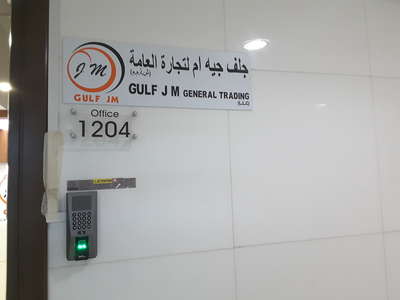 جلف جيه ام لتجارة العامة
(ش.ذ.م.م)
J M
GULF JM
GULF J M GENERAL TRADING
Office
1204